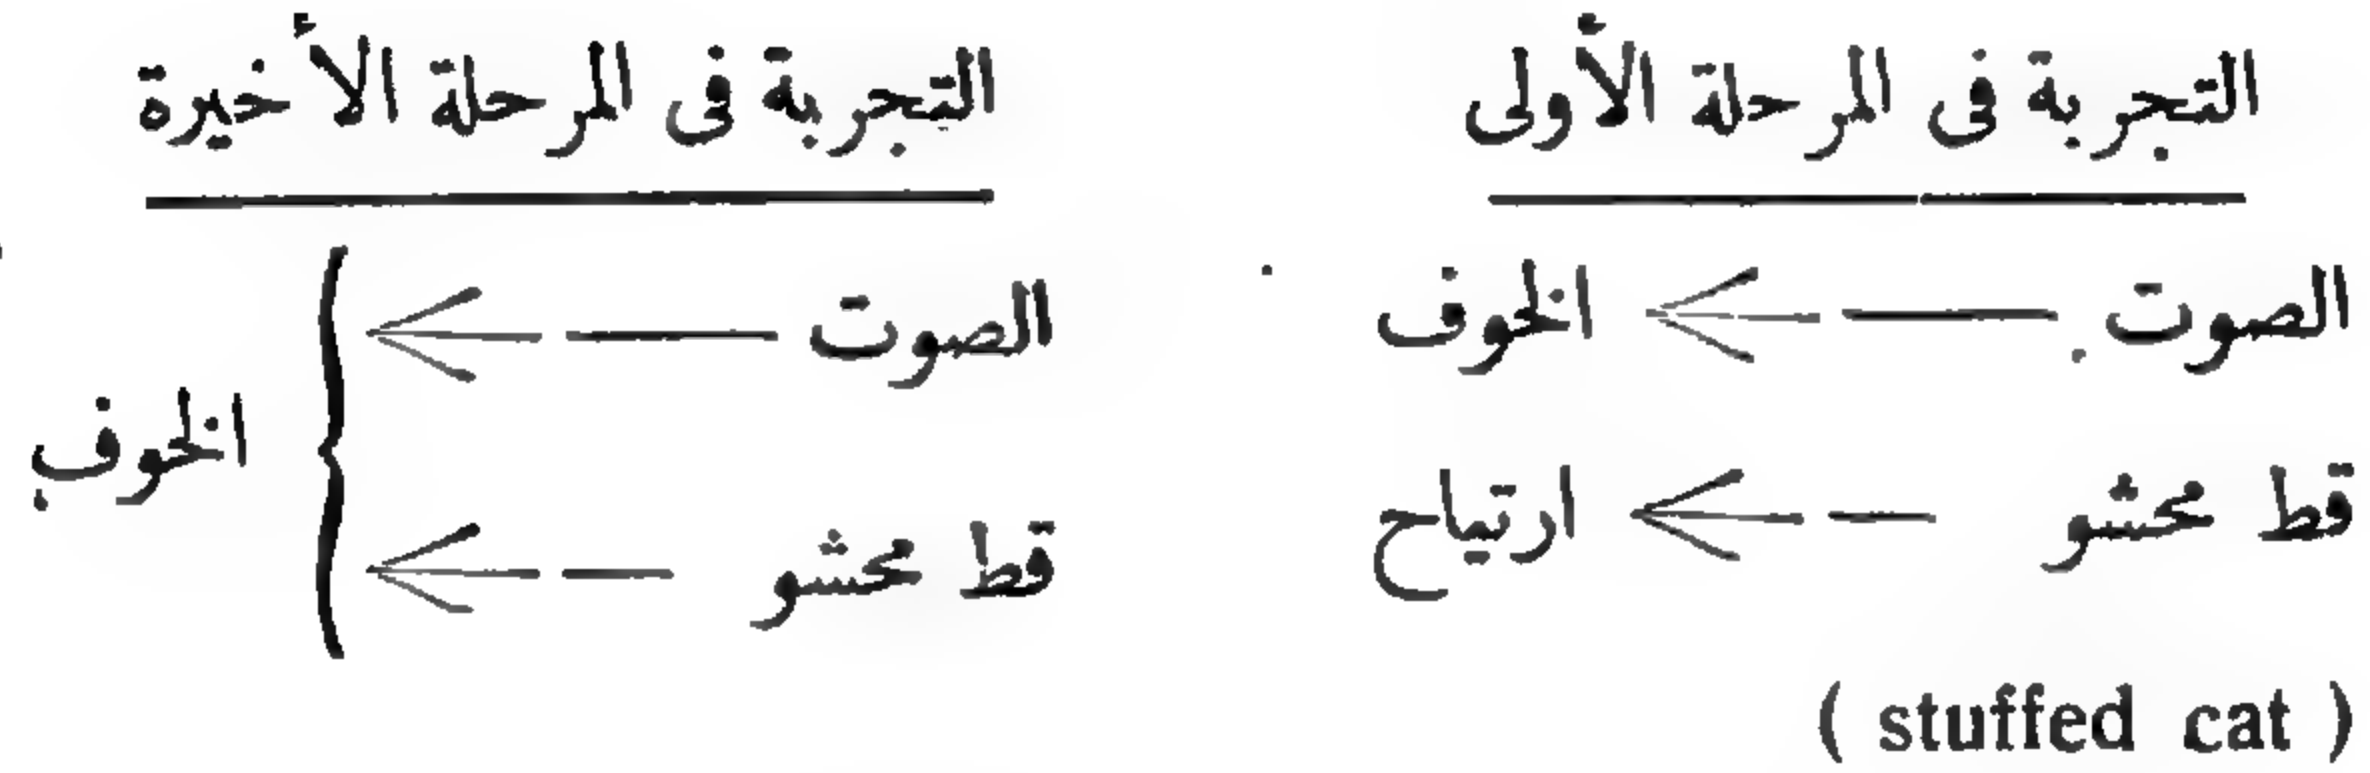 التجربة فى المرحلة الأولى
الصوت ← الخوف
قط محشو ← ارتياح
( stuffed cat )
التجربة فى المرحلة الأخيرة
الصوت ←
قط محشو ←
الخوف